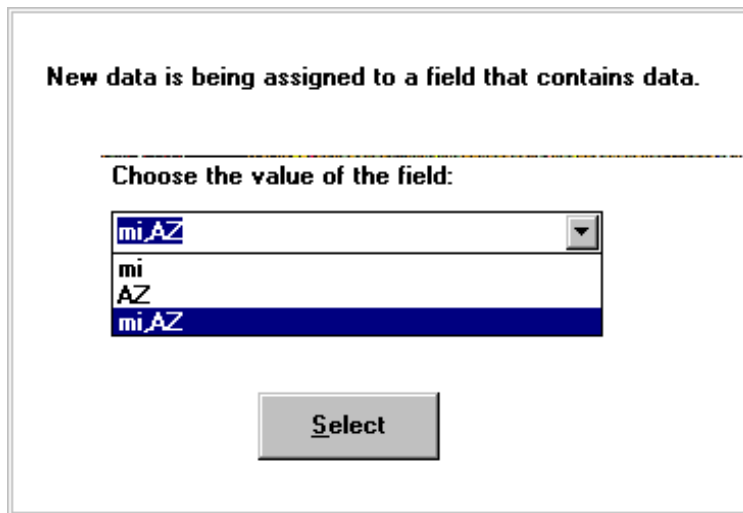 New data is being assigned to a field that contains data.
Choose the value of the field:
mi,AZ
mi
AZ
mi,AZ
Select